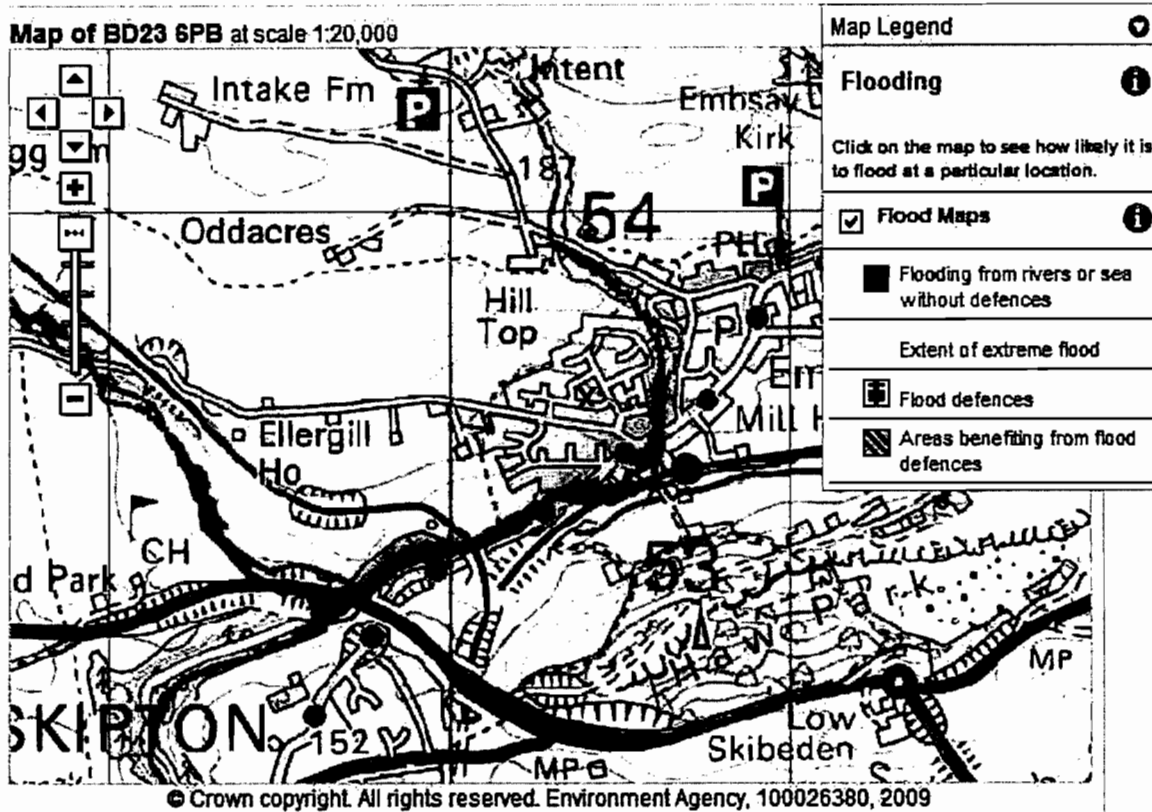 Map of BD23 6PB at scale 1:20,000
Map Legend
Flooding
Click on the map to see how likely it is
to flood at a particular location.
Flood Maps
Flooding from rivers or sea
without defences
Extent of extreme flood
Flood defences
Areas benefiting from flood
defences
Intake Fm
P
Intent
Embsay
Kirk
P
187
54
Oddacres
PH
Hill
Top
P
Mill H
Ellergill
Ho
CH
d Park
53
r.k.
MP
SKIPTON
152
Low
Skibeden
MP
© Crown copyright. All rights reserved. Environment Agency, 100026380, 2009